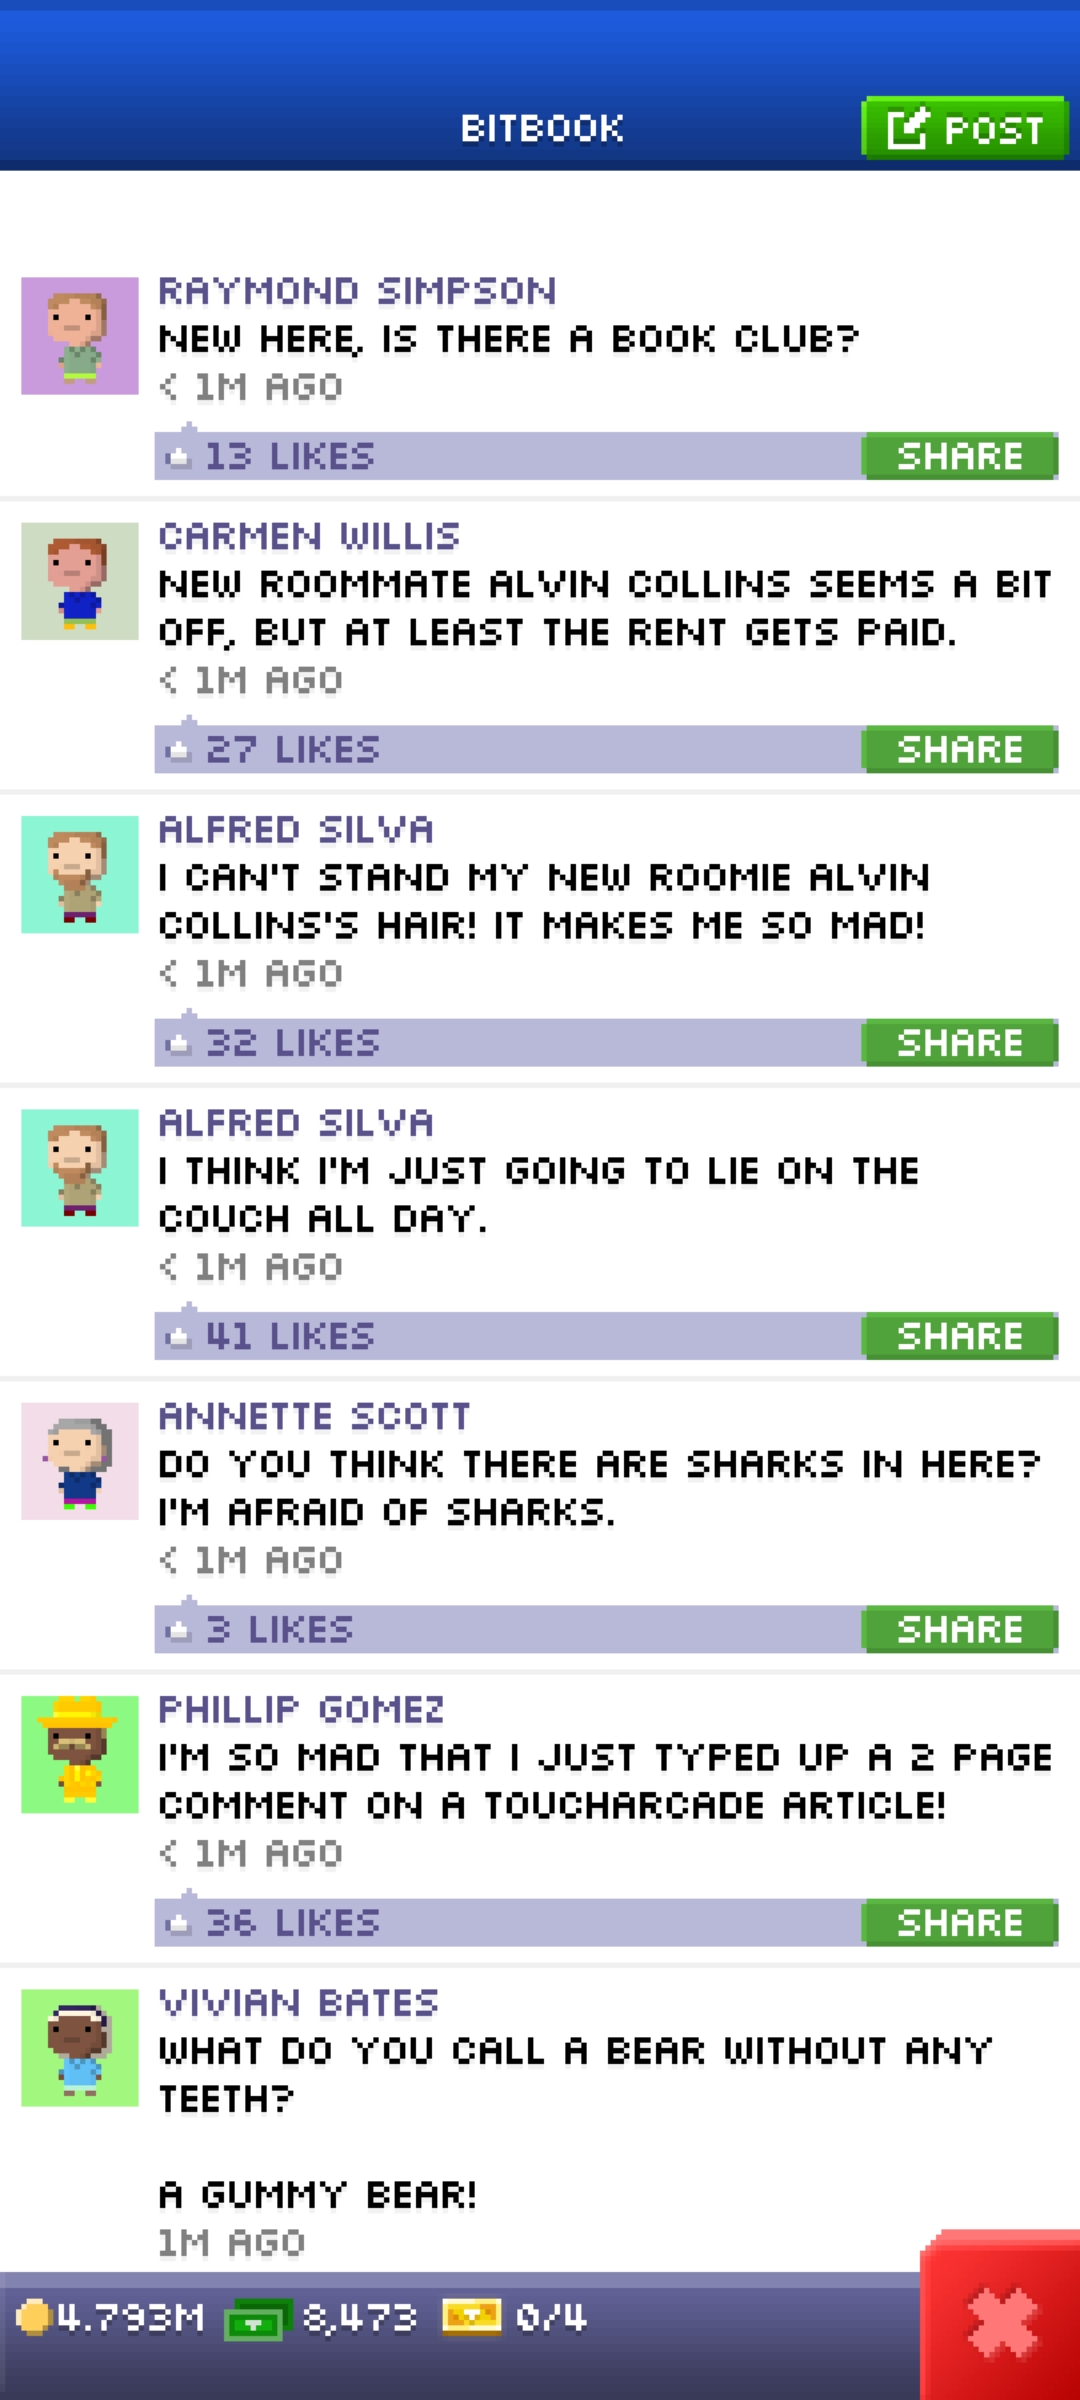 BITBOOK
POST
RAYMOND SIMPSON
NEW HERE, IS THERE A BOOK CLUB?
< 1M AGO
13 LIKES
SHARE
CARMEN WILLIS
NEW ROOMMATE ALVIN COLLINS SEEMS A BIT
OFF, BUT AT LEAST THE RENT GETS PAID.
< 1M AGO
27 LIKES
SHARE
ALFRED SILVA
I CAN'T STAND MY NEW ROOMIE ALVIN
COLLINS'S HAIR! IT MAKES ME SO MAD!
< 1M AGO
32 LIKES
SHARE
ALFRED SILVA
I THINK I'M JUST GOING TO LIE ON THE
COUCH ALL DAY.
< 1M AGO
41 LIKES
SHARE
ANNETTE SCOTT
DO YOU THINK THERE ARE SHARKS IN HERE?
I'M AFRAID OF SHARKS.
< 1M AGO
3 LIKES
SHARE
PHILLIP GOMEZ
I'M SO MAD THAT I JUST TYPED UP A 2 PAGE
COMMENT ON A TOUCHARCADE ARTICLE!
< 1M AGO
36 LIKES
SHARE
VIVIAN BATES
WHAT DO YOU CALL A BEAR WITHOUT ANY
TEETH?
A GUMMY BEAR!
1M AGO
4.793M 8,473 0/4